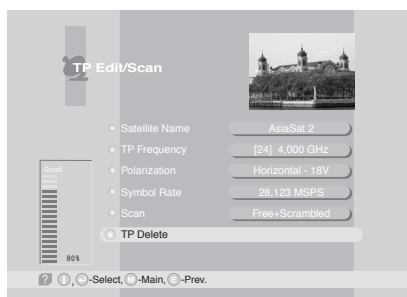 TP Edit/Scan
Satellite Name AsiaSat 2
TP Frequency [24] 4,000 GHz
Polarization Horizontal - 18V
Symbol Rate 28,123 MSPS
Scan Free+Scrambled
TP Delete
Good
80%
? , -Select, M-Main, E-Prev.